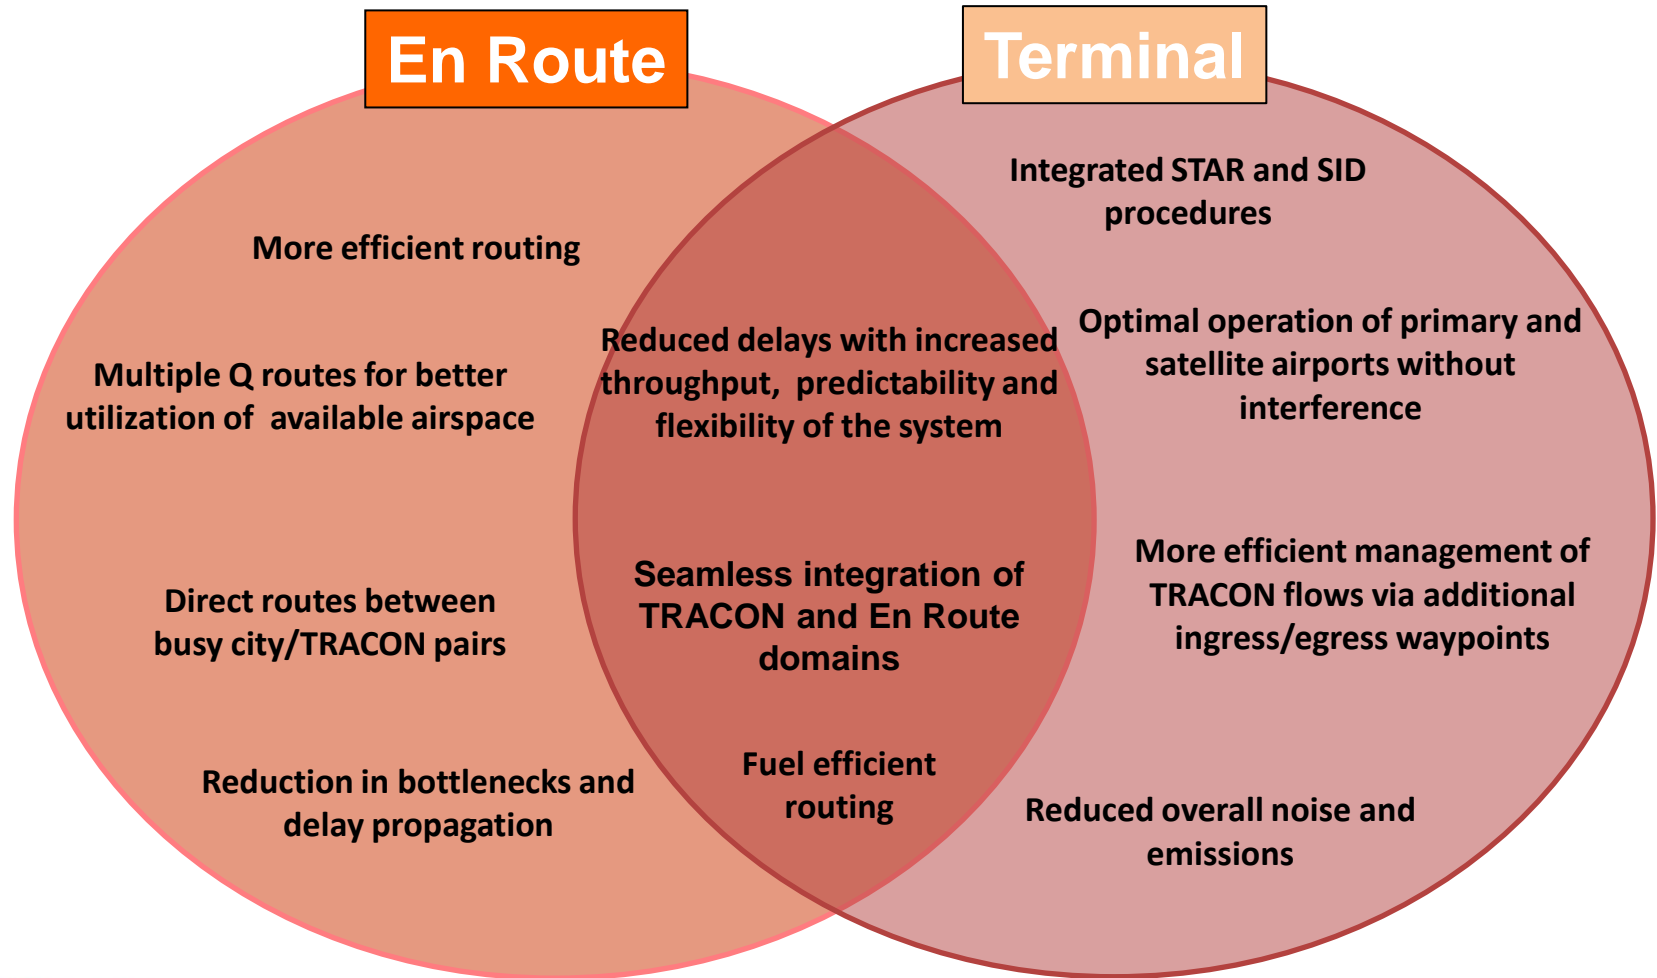 En Route
Terminal
More efficient routing
Multiple Q routes for better
utilization of  available airspace
Direct routes between
busy city/TRACON pairs
Reduction in bottlenecks and
delay propagation
Reduced delays with increased
throughput,  predictability and
flexibility of the system
Seamless integration of
TRACON and En Route
domains
Fuel efficient
routing
Integrated STAR and SID
procedures
Optimal operation of primary and
satellite airports without
interference
More efficient management of
TRACON flows via additional
ingress/egress waypoints
Reduced overall noise and
emissions